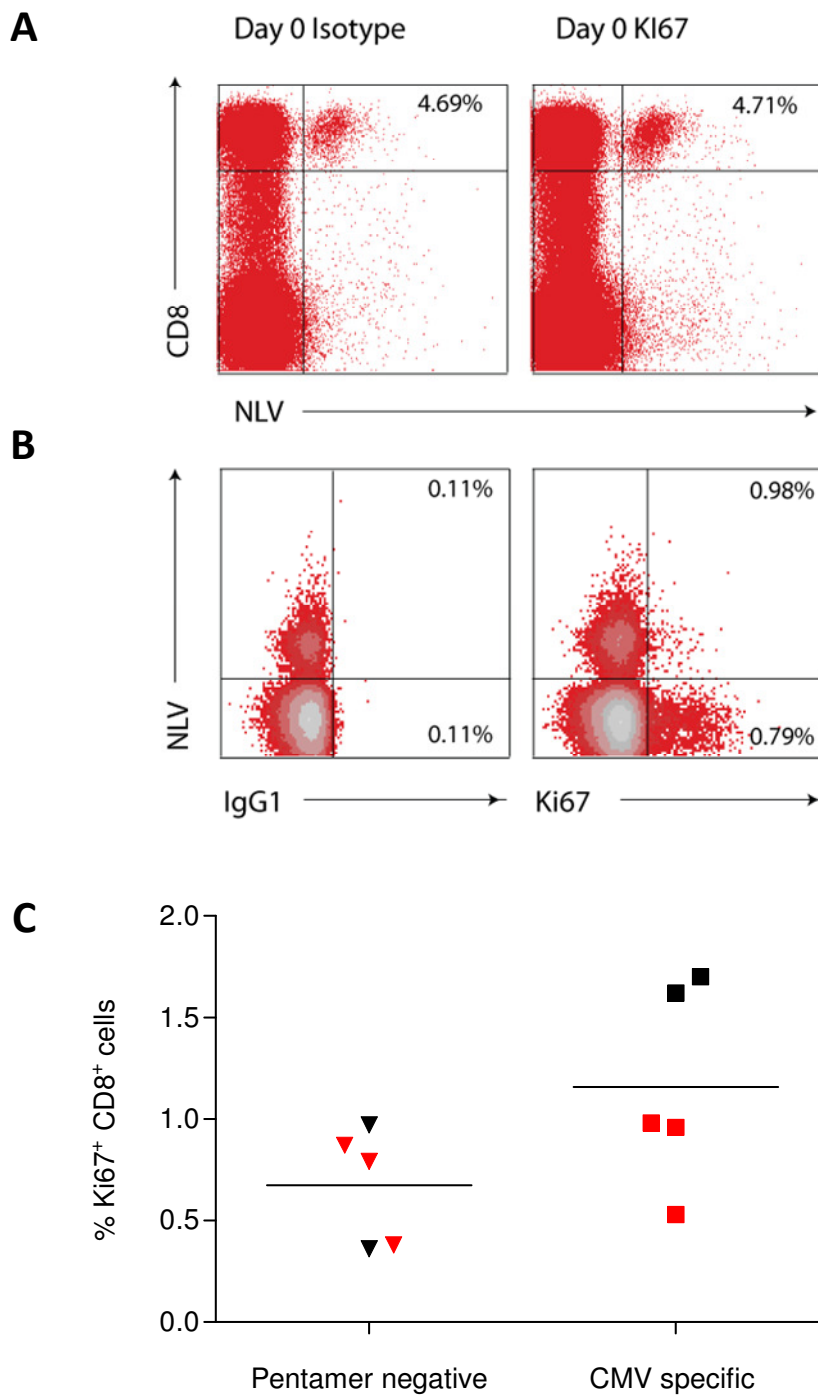 A
Day 0 Isotype
Day 0 KI67
4.69%
4.71%
CD8
NLV
B
0.11%
0.98%
NLV
0.11%
0.79%
IgG1
Ki67
C
% Ki67+ CD8+ cells
2.0
1.5
1.0
0.5
0.0
Pentamer negative
CMV specific